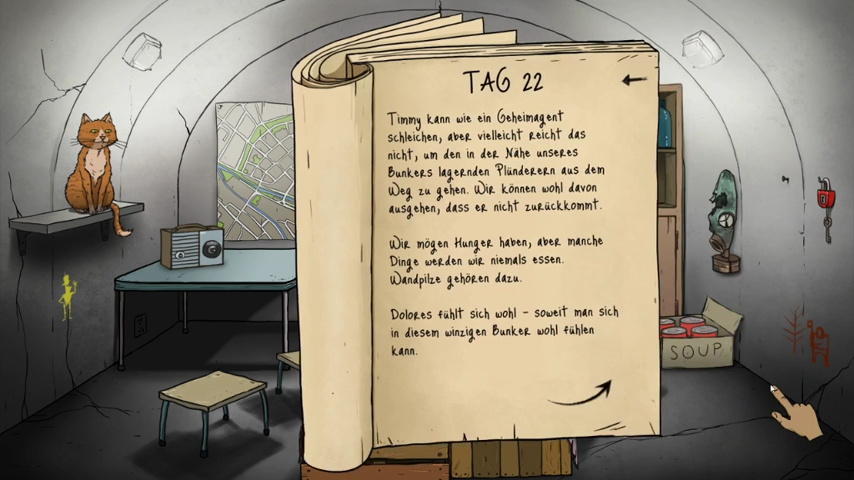 TAG 22
Timmy kann wie ein Geheimagent
schleichen, aber vielleicht reicht das
nicht, um den in der Nähe unseres
Bunkers lagernden Plünderern aus dem
Weg zu gehen. Wir können wohl davon
ausgehen, dass er nicht zurückkommt.
Wir mögen Hunger haben, aber manche
Dinge werden wir niemals essen.
Wandpilze gehören dazu.
Dolores fühlt sich wohl - soweit man sich
in diesem winzigen Bunker wohl fühlen
kann.
SOUP